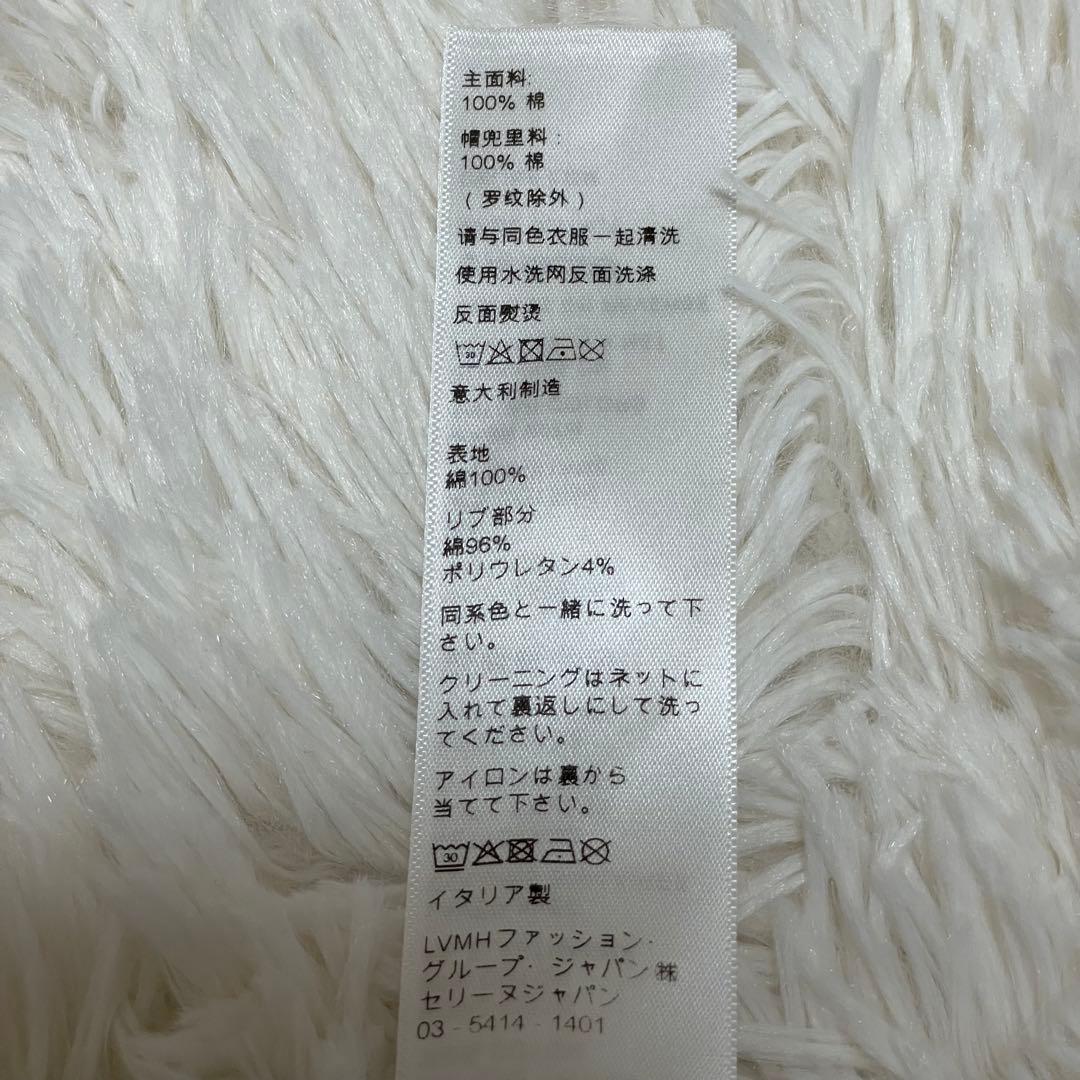 主面料:
100% 棉
帽兜里料:
100% 棉
(罗纹除外)
请与同色衣服一起清洗
使用水洗网反面洗涤
反面熨烫
30
意大利制造
表地
綿100%
リブ部分
綿96%
ポリウレタン4%
同系色と一緒に洗って下
さい。
クリーニングはネットに
入れて裏返しにして洗っ
てください。
アイロンは裏から
当てて下さい。
30
イタリア製
LVMHファッション・
グループ・ジャパン㈱
セリーヌジャパン
03-5414-1401